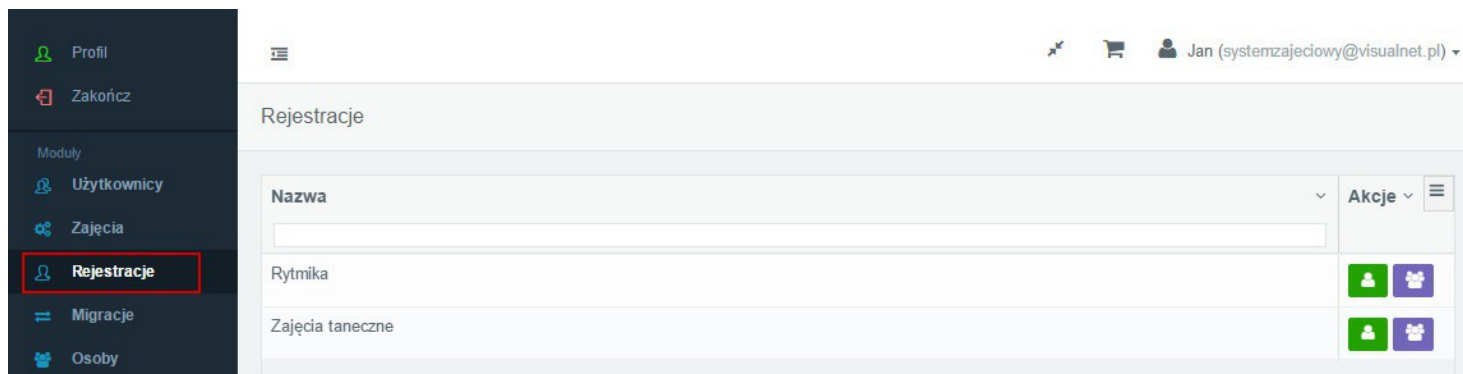 Profil
Zakończ
Moduły
Użytkownicy
Zajęcia
Rejestracje
Migracje
Osoby
Jan (systemzajeciowy@visualnet.pl)
Rejestracje
Nazwa Akcje
Rytmika
Zajęcia taneczne